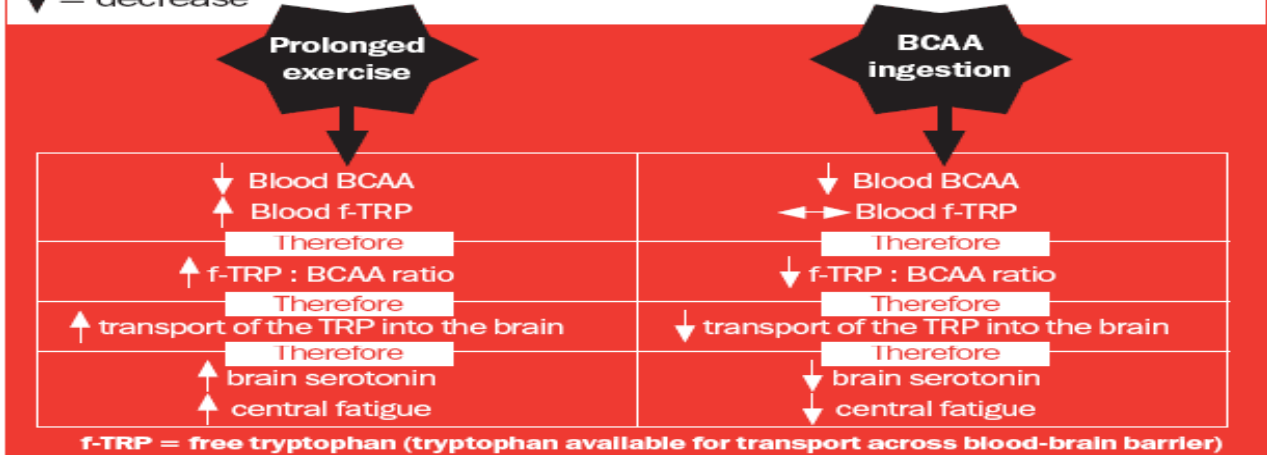 ▼ = decrease
Prolonged
exercise
BCAA
ingestion
↓ Blood BCAA
↑ Blood f-TRP
Therefore
↑ f-TRP : BCAA ratio
Therefore
↑ transport of the TRP into the brain
Therefore
↑ brain serotonin
↑ central fatigue
↓ Blood BCAA
↔ Blood f-TRP
Therefore
↓ f-TRP : BCAA ratio
Therefore
↓ transport of the TRP into the brain
Therefore
↓ brain serotonin
↓ central fatigue
f-TRP = free tryptophan (tryptophan available for transport across blood-brain barrier)